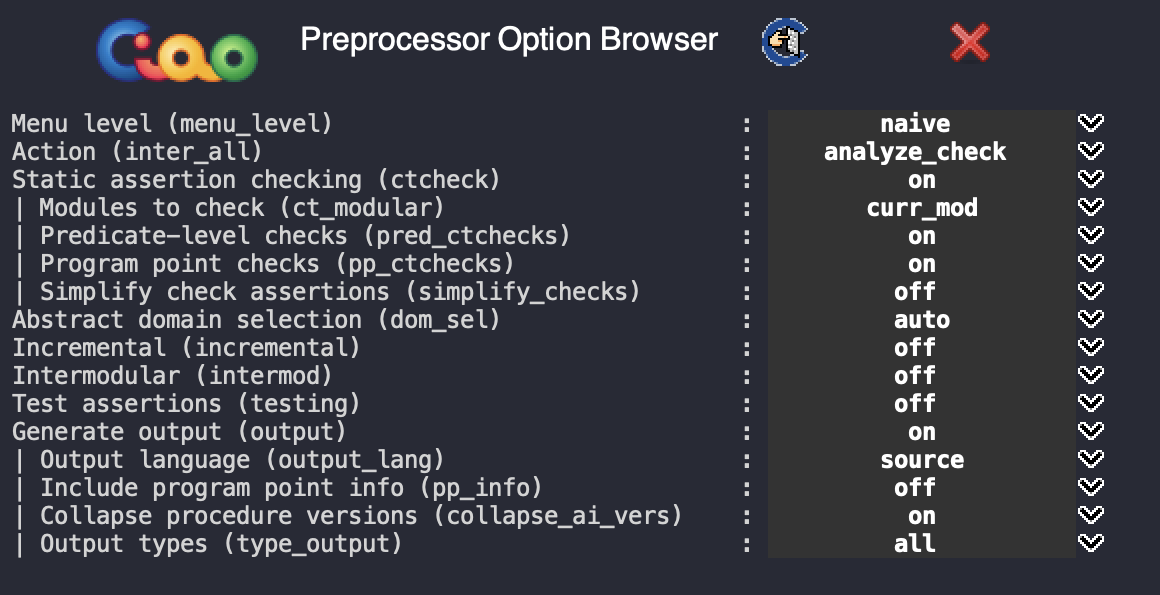 Ciao Preprocessor Option Browser
Menu level (menu_level) : naive
Action (inter_all) : analyze_check
Static assertion checking (ctcheck) : on
| Modules to check (ct_modular) : curr_mod
| Predicate-level checks (pred_ctchecks) : on
| Program point checks (pp_ctchecks) : on
| Simplify check assertions (simplify_checks) : off
Abstract domain selection (dom_sel) : auto
Incremental (incremental) : off
Intermodular (intermod) : off
Test assertions (testing) : off
Generate output (output) : on
| Output language (output_lang) : source
| Include program point info (pp_info) : off
| Collapse procedure versions (collapse_ai_vers) : on
| Output types (type_output) : all